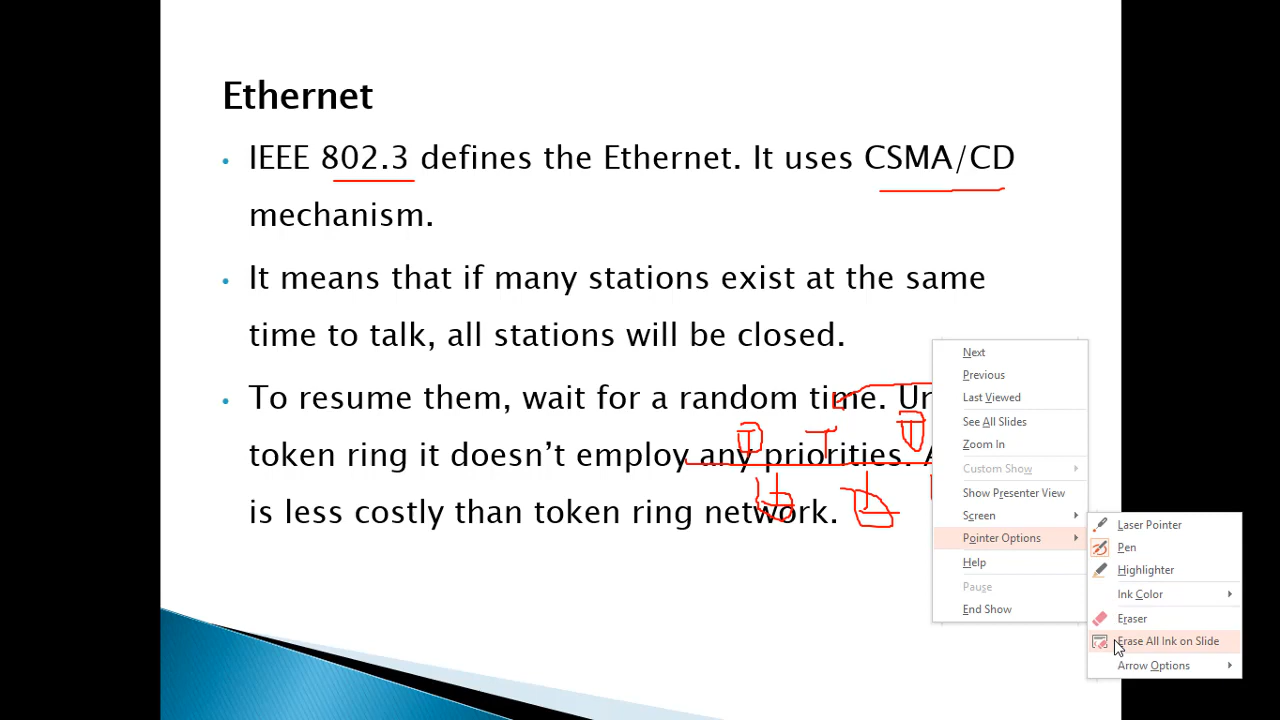 Ethernet
IEEE 802.3 defines the Ethernet. It uses CSMA/CD
mechanism.
It means that if many stations exist at the same
time to talk, all stations will be closed.
To resume them, wait for a random time.
token ring it doesn't employ any priorities.
is less costly than token ring network.
Next
Previous
Last Viewed
See All Slides
Zoom In
Custom Show
Show Presenter View
Screen
Pointer Options
Help
Pause
End Show
Laser Pointer
Pen
Highlighter
Ink Color
Eraser
Erase All Ink on Slide
Arrow Options